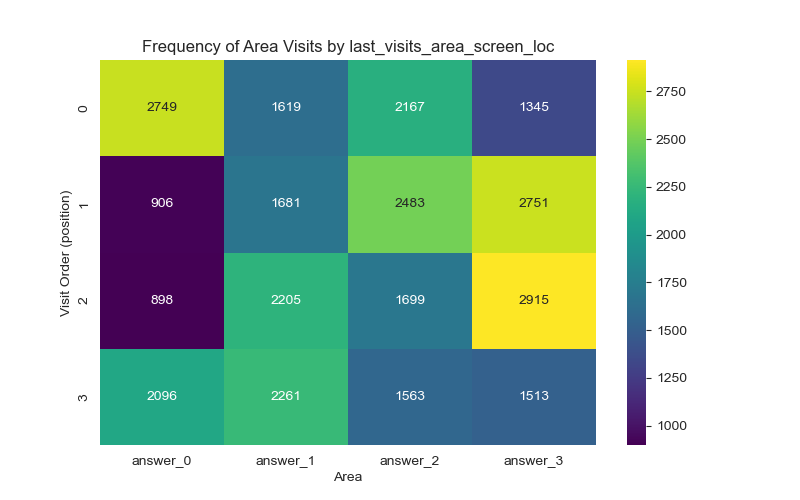 Frequency of Area Visits by last_visits_area_screen_loc
Visit Order (position)
0 2749 1619 2167 1345
1 906 1681 2483 2751
2 898 2205 1699 2915
3 2096 2261 1563 1513
answer_0 answer_1 answer_2 answer_3
Area
2750
2500
2250
2000
1750
1500
1250
1000